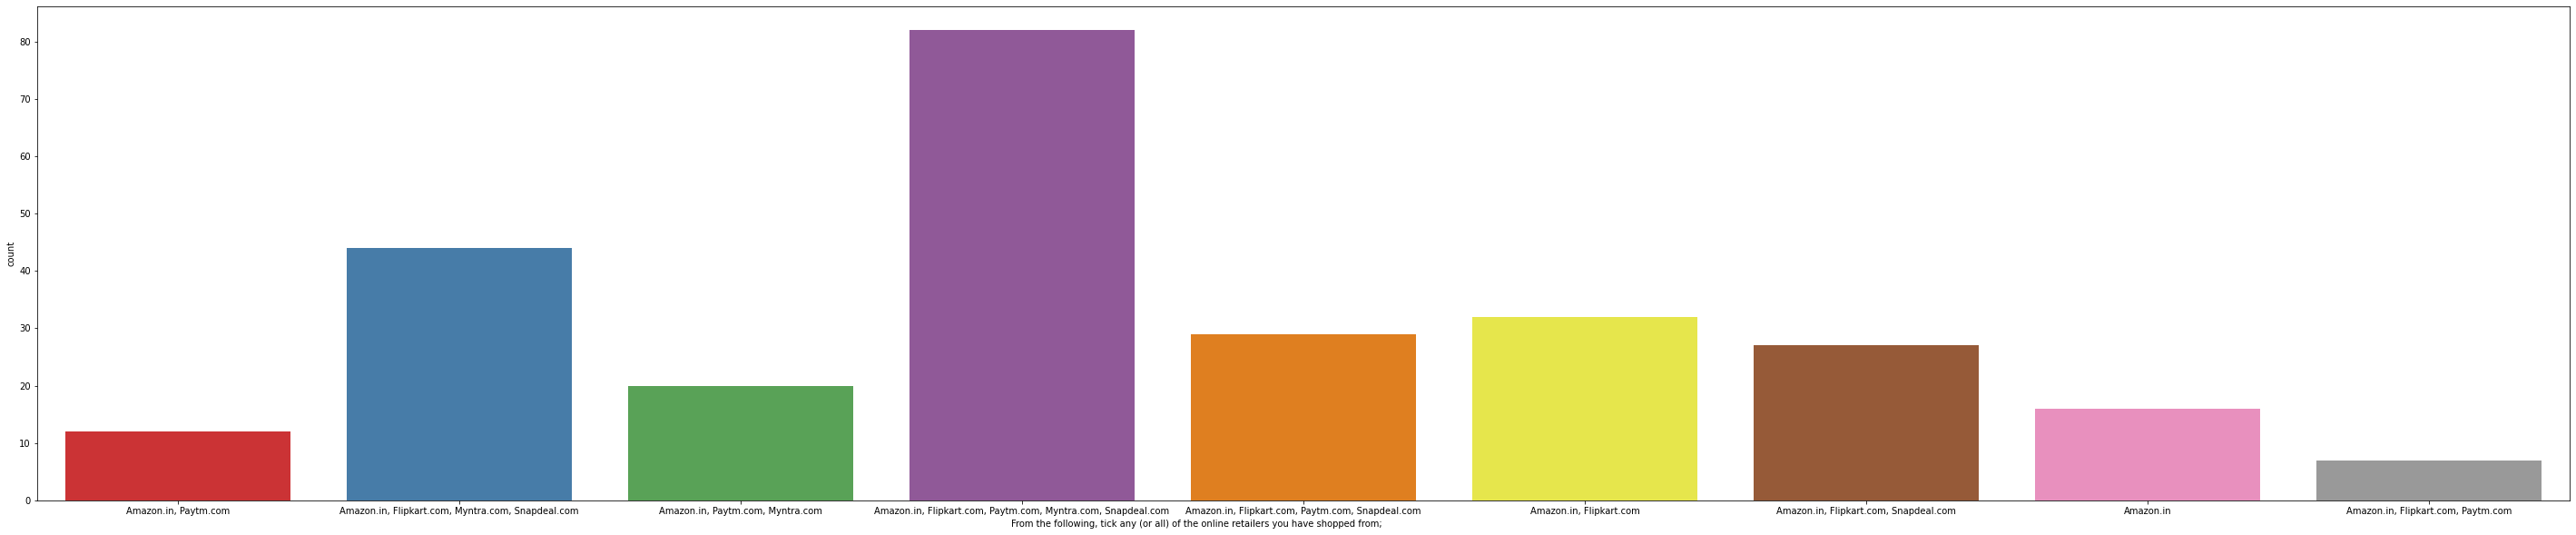 80
70
60
50
40
30
20
10
0
count
Amazon.in, Paytm.com
Amazon.in, Flipkart.com, Myntra.com, Snapdeal.com
Amazon.in, Paytm.com, Myntra.com
Amazon.in, Flipkart.com, Paytm.com, Myntra.com, Snapdeal.com
Amazon.in, Flipkart.com, Paytm.com, Snapdeal.com
Amazon.in, Flipkart.com
Amazon.in, Flipkart.com, Snapdeal.com
Amazon.in
Amazon.in, Flipkart.com, Paytm.com
From the following, tick any (or all) of the online retailers you have shopped from;